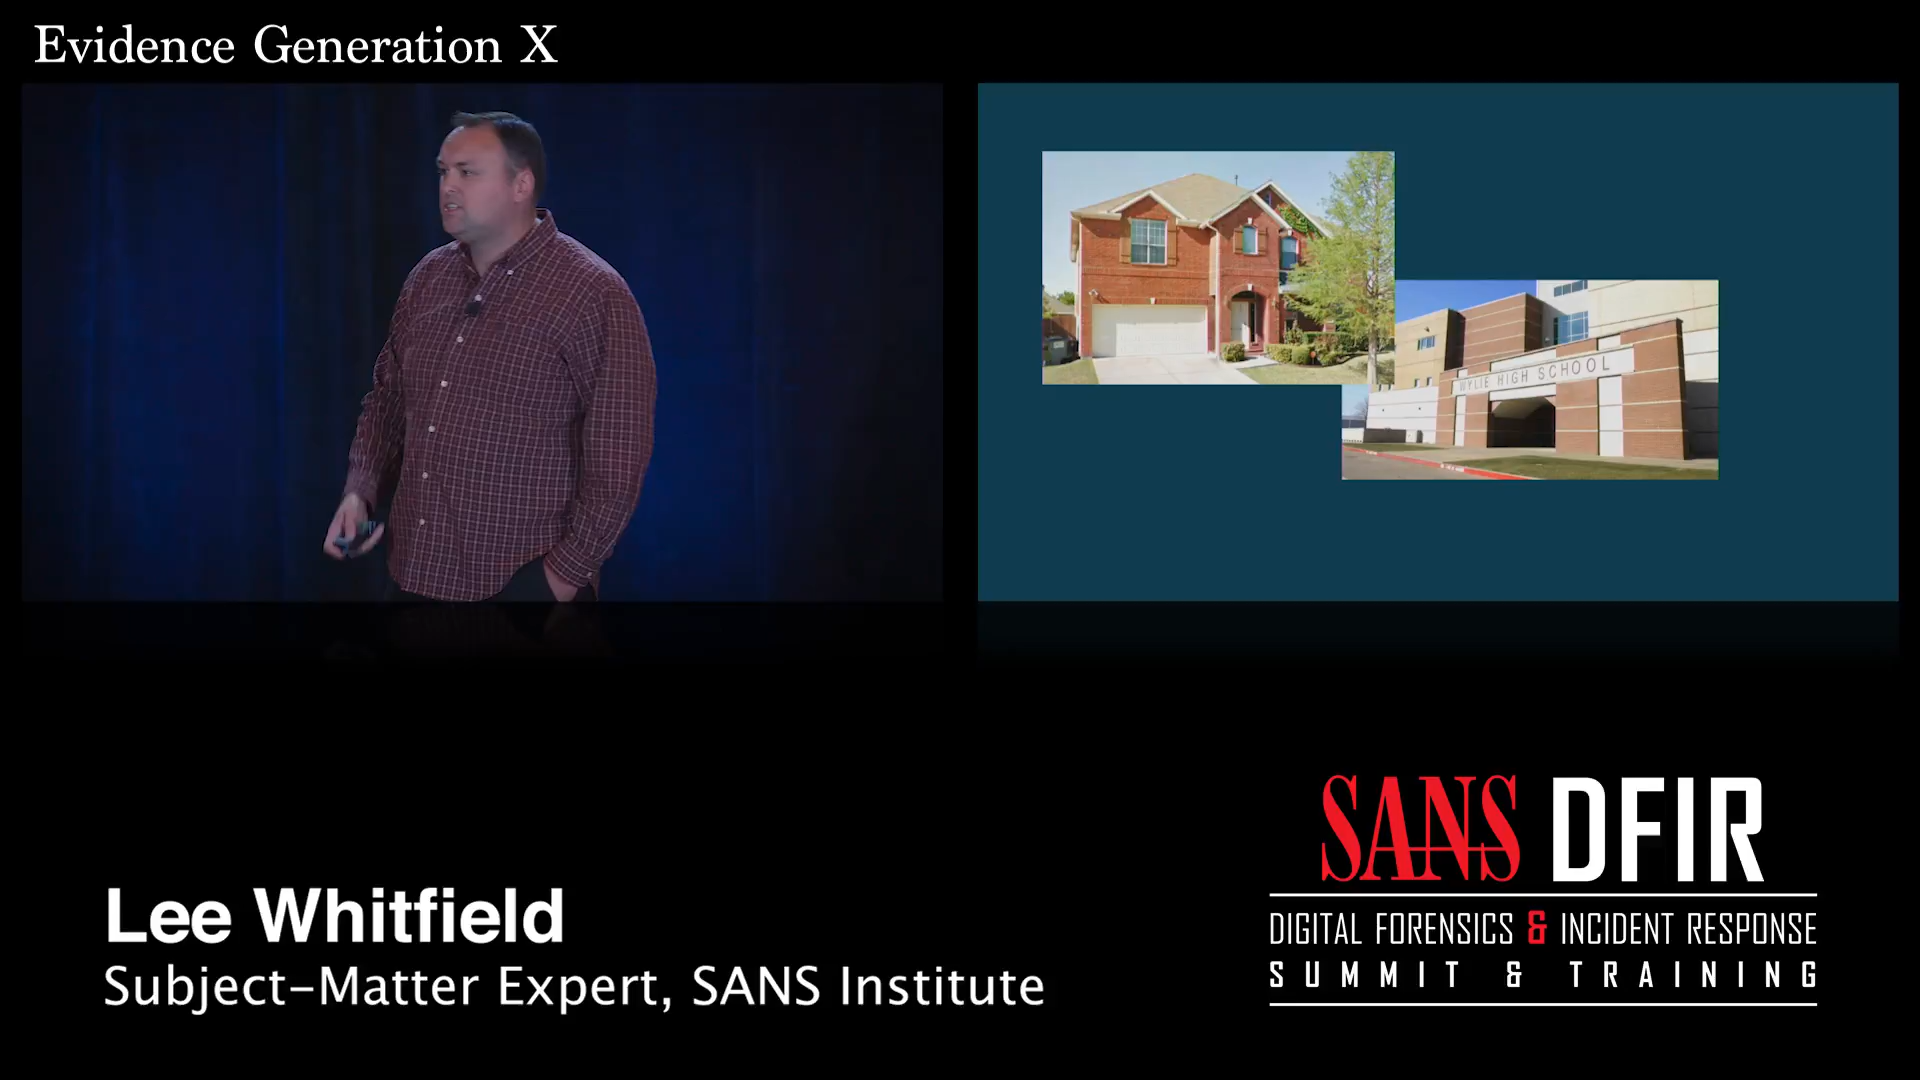 Evidence Generation X
WYLIE HIGH SCHOOL
Lee Whitfield
Subject-Matter Expert, SANS Institute
SANS DFIR
DIGITAL FORENSICS & INCIDENT RESPONSE
SUMMIT & TRAINING